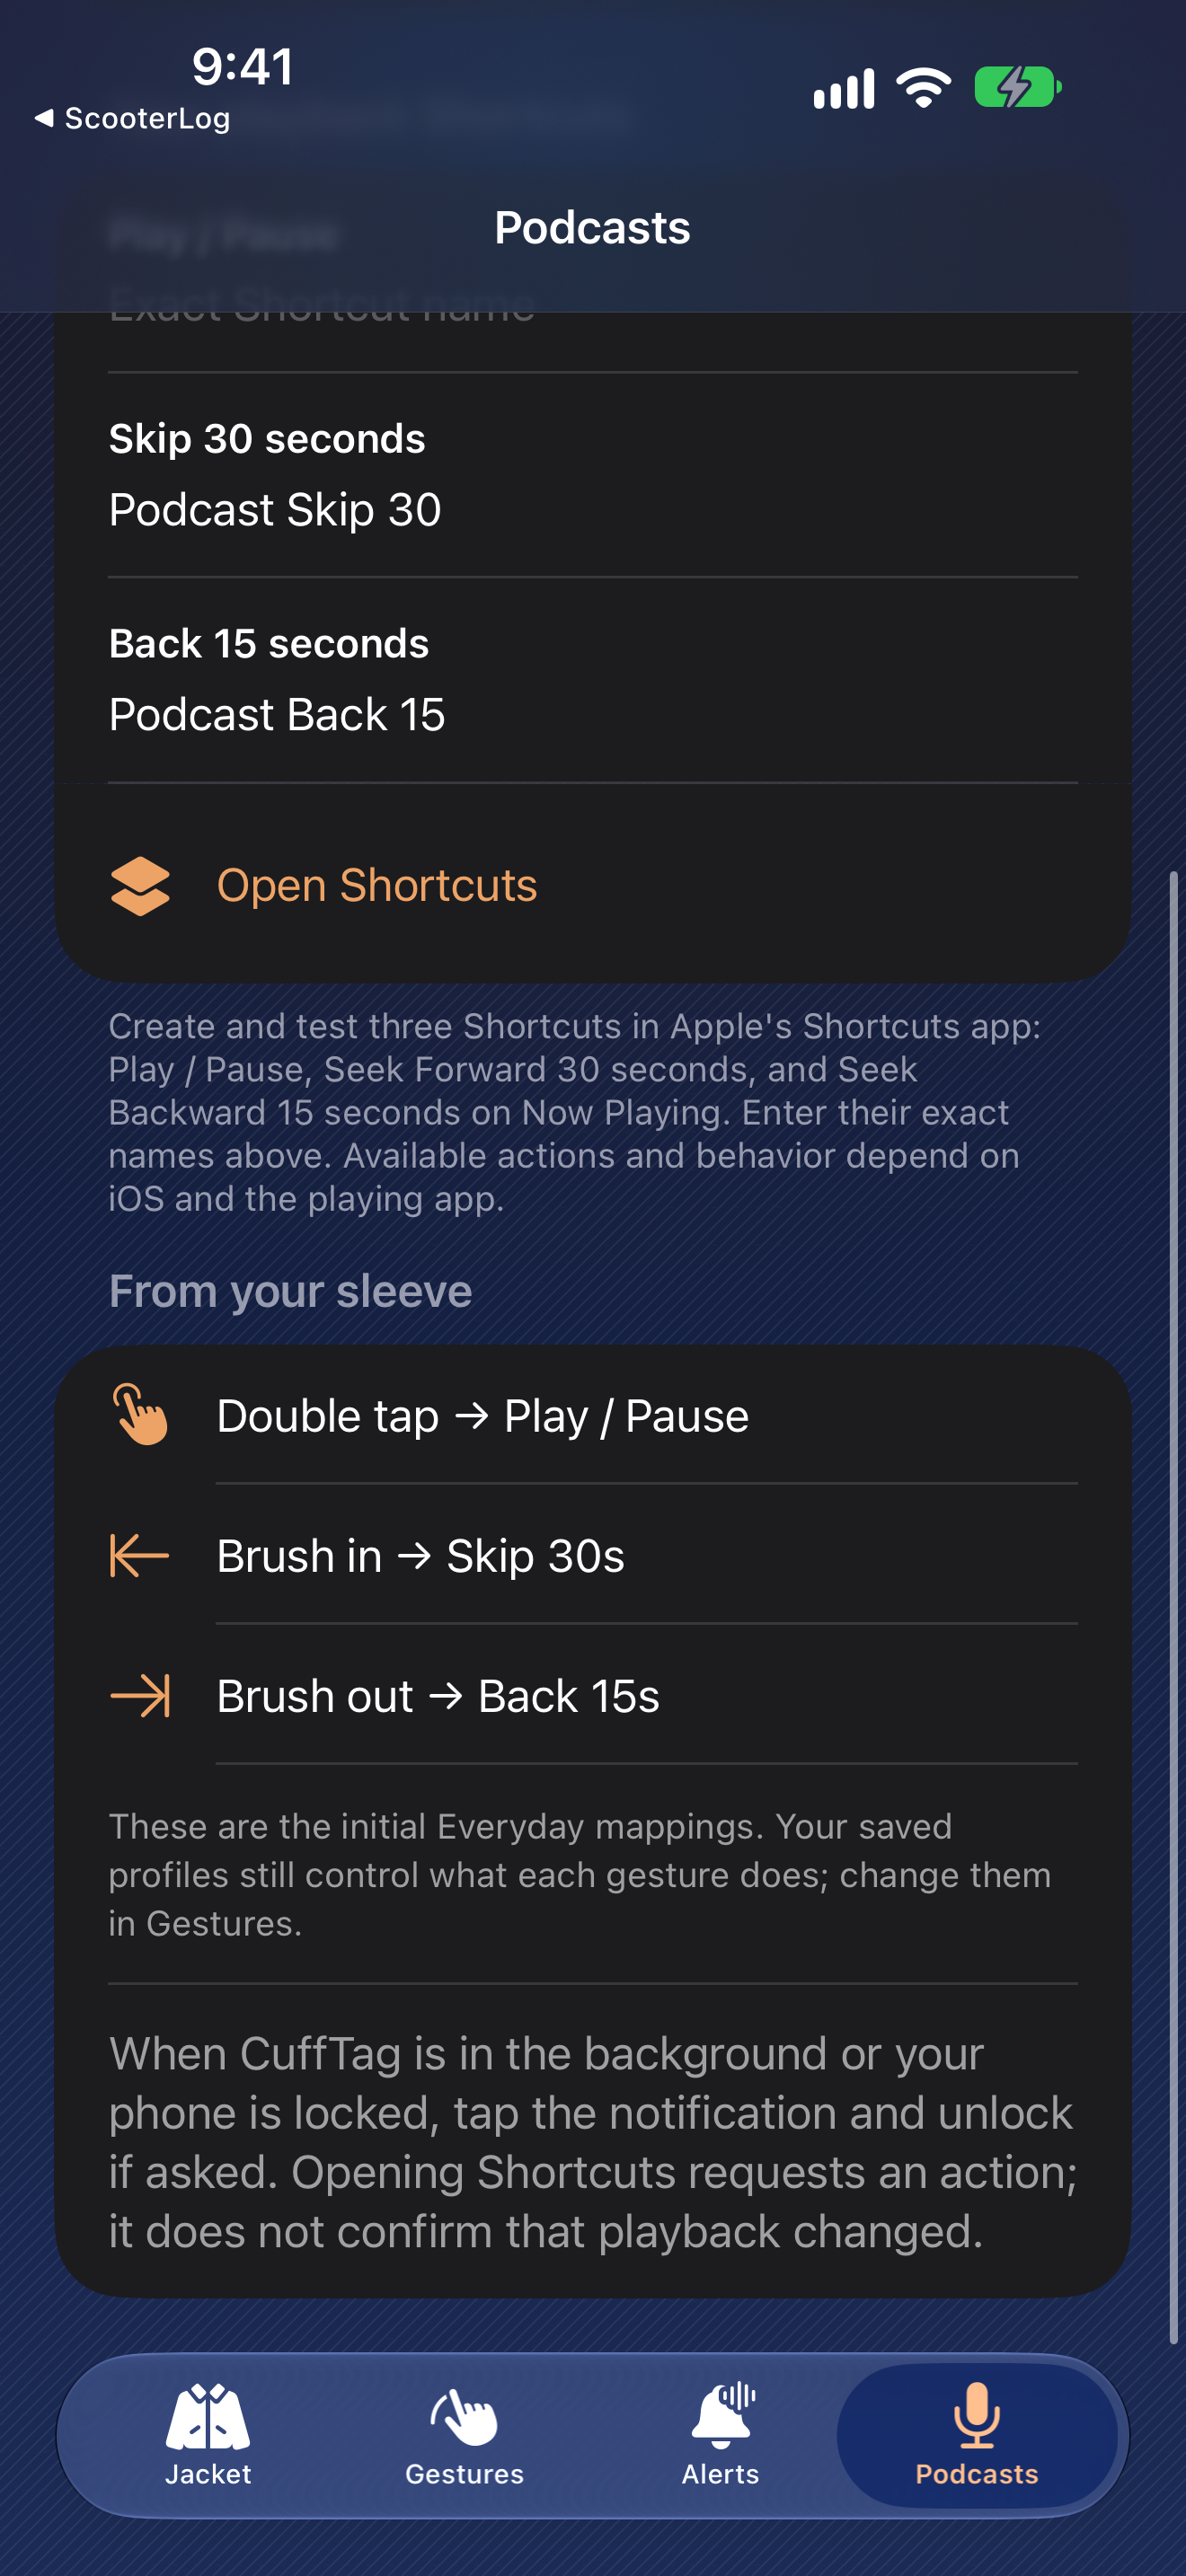 9:41
◀ ScooterLog
Podcasts
Play / Pause
Exact Shortcut name
Skip 30 seconds
Podcast Skip 30
Back 15 seconds
Podcast Back 15
Open Shortcuts
Create and test three Shortcuts in Apple's Shortcuts app:
Play / Pause, Seek Forward 30 seconds, and Seek
Backward 15 seconds on Now Playing. Enter their exact
names above. Available actions and behavior depend on
iOS and the playing app.
From your sleeve
Double tap → Play / Pause
Brush in → Skip 30s
Brush out → Back 15s
These are the initial Everyday mappings. Your saved
profiles still control what each gesture does; change them
in Gestures.
When CuffTag is in the background or your
phone is locked, tap the notification and unlock
if asked. Opening Shortcuts requests an action;
it does not confirm that playback changed.
Jacket
Gestures
Alerts
Podcasts